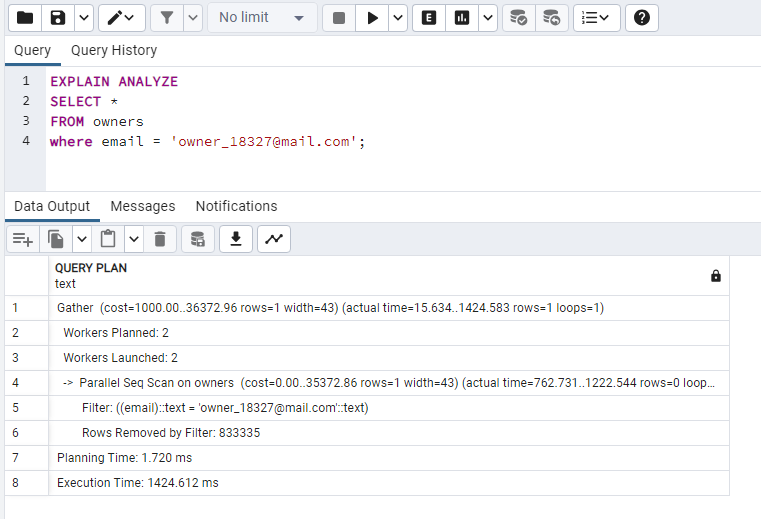 No limit
Query Query History
1 EXPLAIN ANALYZE
2 SELECT *
3 FROM owners
4 where email = 'owner_18327@mail.com';
Data Output Messages Notifications
QUERY PLAN
text
1 Gather (cost=1000.00..36372.96 rows=1 width=43) (actual time=15.634..1424.583 rows=1 loops=1)
2 Workers Planned: 2
3 Workers Launched: 2
4 -> Parallel Seq Scan on owners (cost=0.00..35372.86 rows=1 width=43) (actual time=762.731..1222.544 rows=0 loop...
5 Filter: ((email)::text = 'owner_18327@mail.com'::text)
6 Rows Removed by Filter: 833335
7 Planning Time: 1.720 ms
8 Execution Time: 1424.612 ms